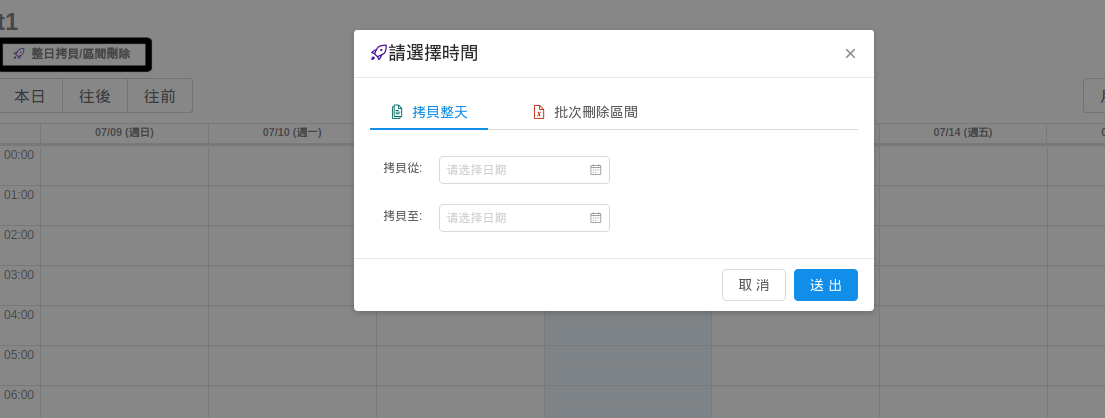 t1
整日拷貝/區間刪除
本日 往後 往前
07/09 (週日) 07/10 (週一) 07/14 (週五)
請選擇時間
拷貝整天 批次刪除區間
拷貝從: 请选择日期
拷貝至: 请选择日期
取 消 送 出
00:00
01:00
02:00
03:00
04:00
05:00
06:00